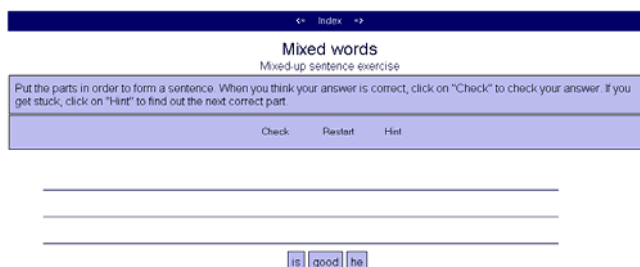 <= Index =>
Mixed words
Mixed-up sentence exercise
Put the parts in order to form a sentence. When you think your answer is correct, click on "Check" to check your answer. If you
get stuck, click on "Hint" to find out the next correct part.
Check Restart Hint
is good he